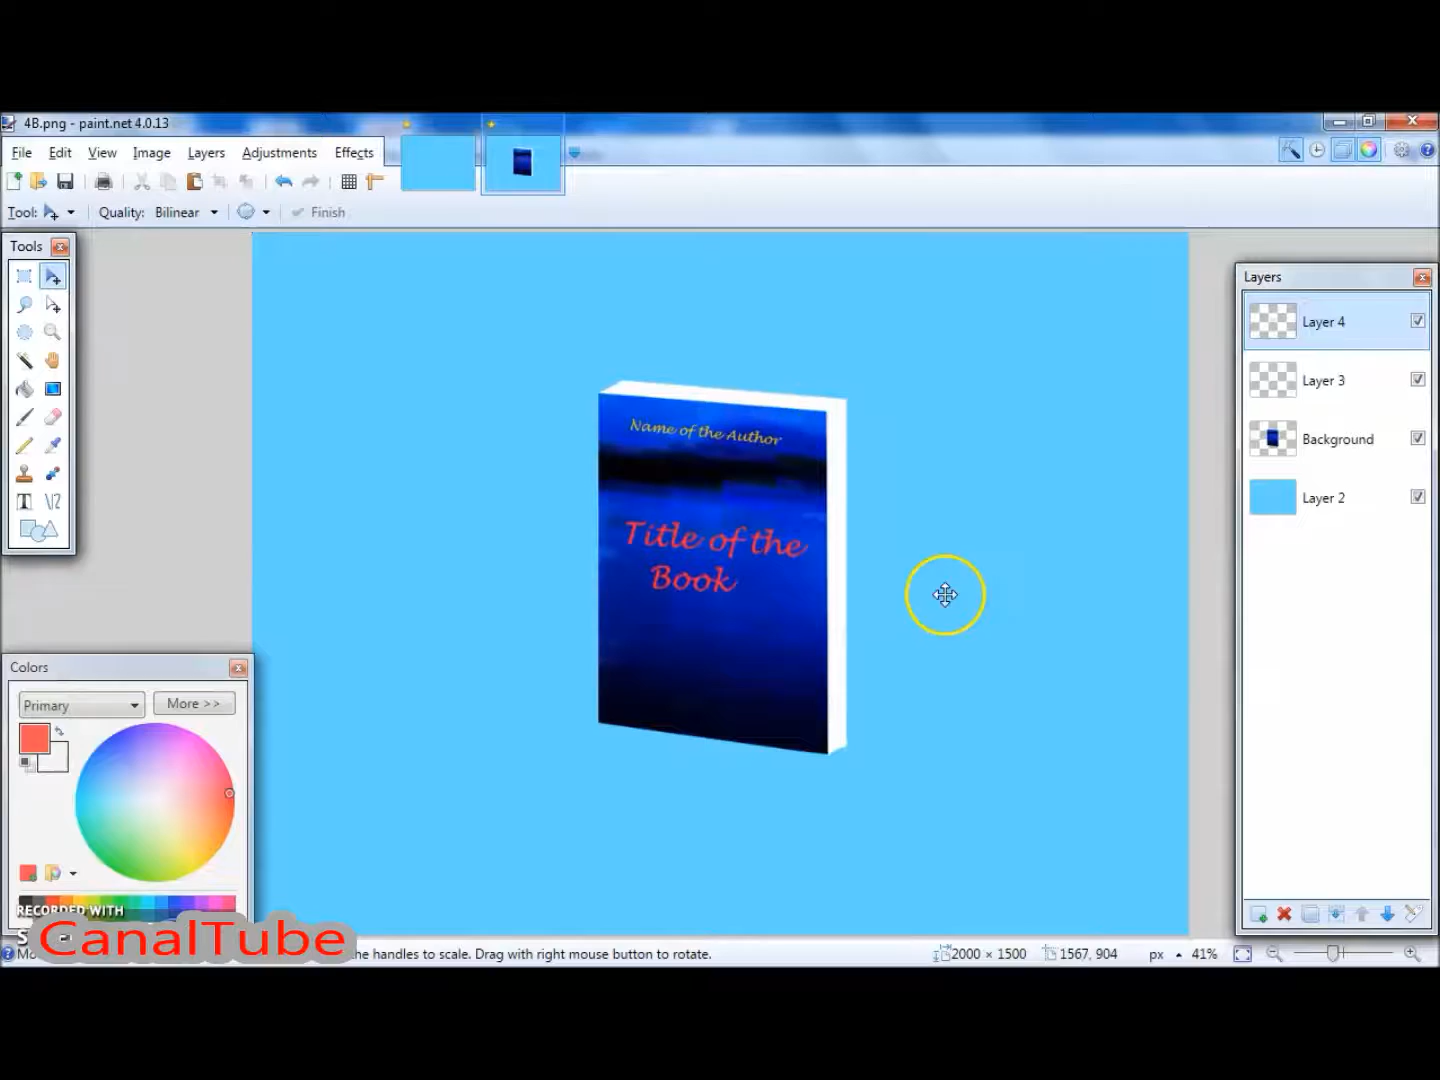 4B.png - paint.net 4.0.13
File Edit View Image Layers Adjustments Effects
Tool: Quality: Bilinear Finish
Tools
Layers
Layer 4
Layer 3
Background
Layer 2
Name of the Author
Title of the
Book
Colors
Primary More >>
RECORDED WITH
CanalTube
the handles to scale. Drag with right mouse button to rotate. 2000 × 1500 1567, 904 px 41%